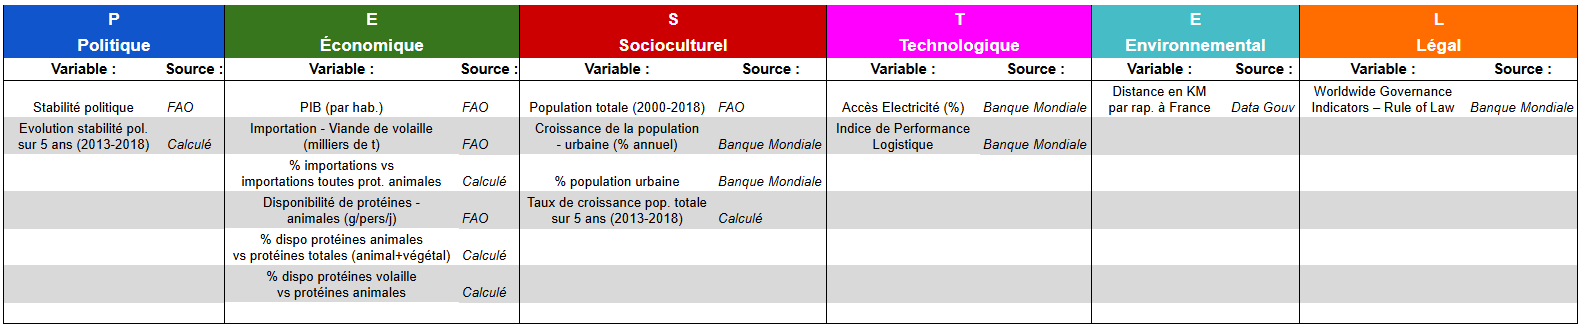 P E S T E L
Politique Économique Socioculturel Technologique Environnemental Légal
Variable : Source : Variable : Source : Variable : Source : Variable : Source : Variable : Source : Variable : Source :
Stabilité politique FAO PIB (par hab.) FAO Population totale (2000-2018) FAO Accès Electricité (%) Banque Mondiale Distance en KM
par rap. à France Data Gouv Worldwide Governance
Indicators – Rule of Law Banque Mondiale
Evolution stabilité pol.
sur 5 ans (2013-2018) Calculé Importation - Viande de volaille
(milliers de t) FAO Croissance de la population
- urbaine (% annuel) Banque Mondiale Indice de Performance
Logistique Banque Mondiale
% importations vs
importations toutes prot. animales Calculé % population urbaine Banque Mondiale
Disponibilité de protéines -
animales (g/pers/j) FAO Taux de croissance pop. totale
sur 5 ans (2013-2018) Calculé
% dispo protéines animales
vs protéines totales (animal+végétal) Calculé
% dispo protéines volaille
vs protéines animales Calculé